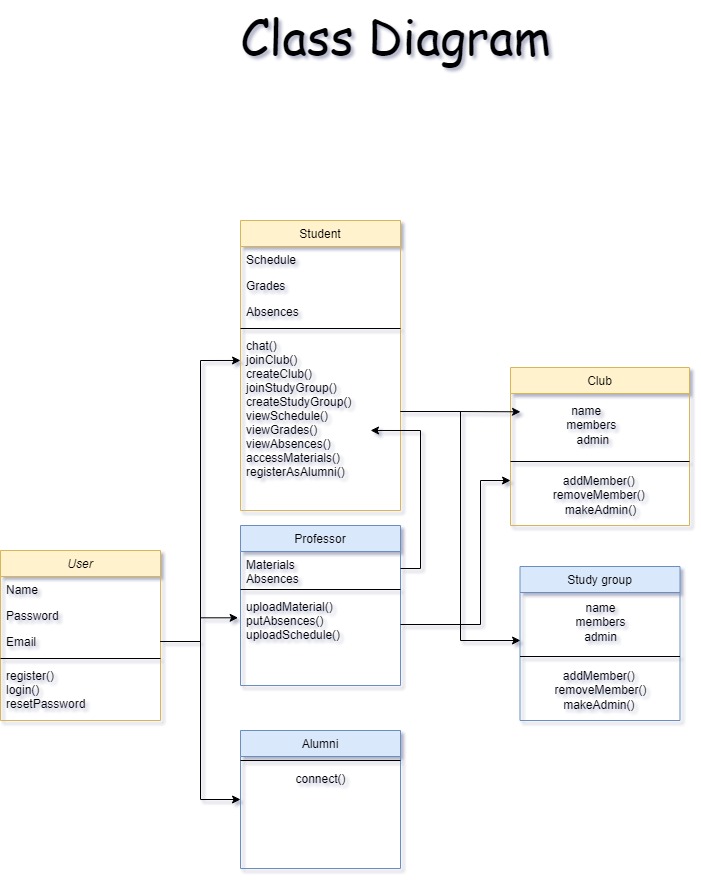 Class Diagram
Student
Schedule
Grades
Absences
chat()
joinClub()
createClub()
joinStudyGroup()
createStudyGroup()
viewSchedule()
viewGrades()
viewAbsences()
accessMaterials()
registerAsAlumni()
Club
name
members
admin
addMember()
removeMember()
makeAdmin()
Professor
Materials
Absences
uploadMaterial()
putAbsences()
uploadSchedule()
User
Name
Password
Email
register()
login()
resetPassword
Study group
name
members
admin
addMember()
removeMember()
makeAdmin()
Alumni
connect()